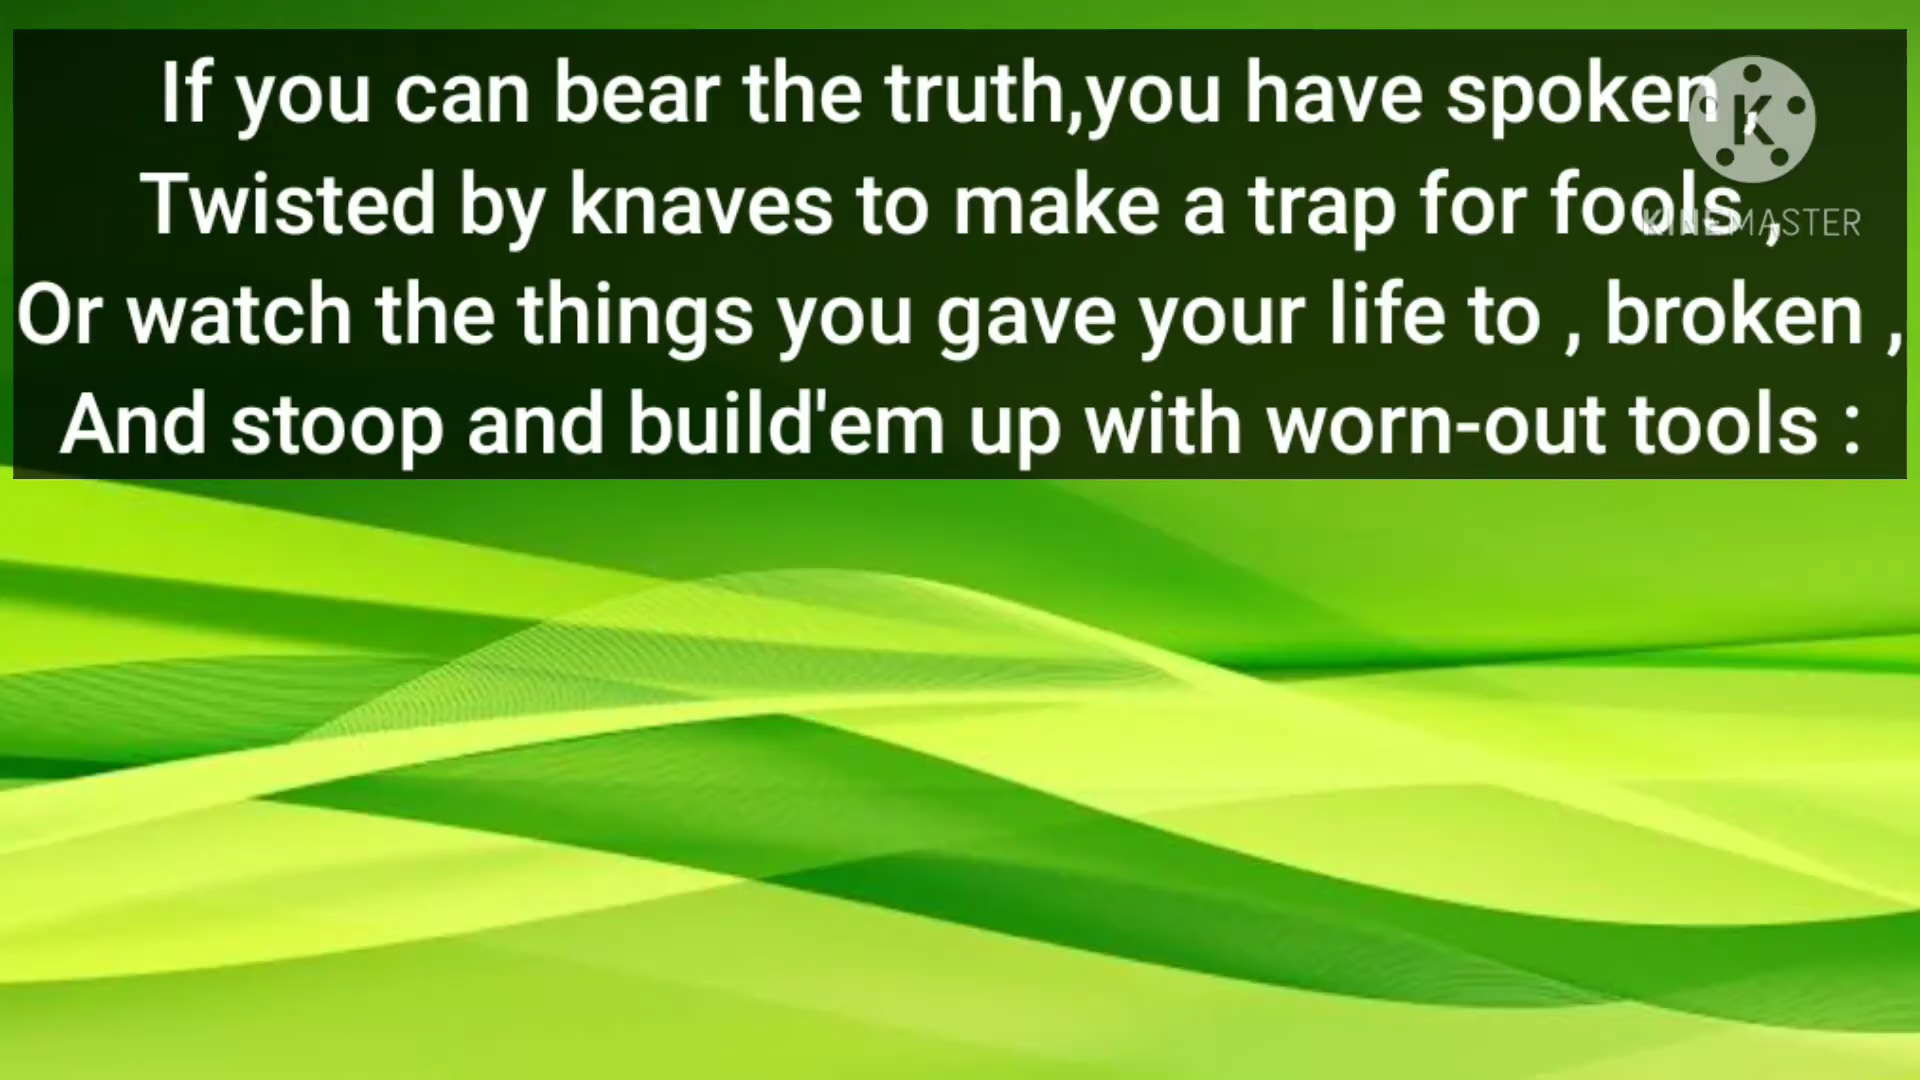 If you can bear the truth,you have spoken ,
Twisted by knaves to make a trap for fools ,
Or watch the things you gave your life to , broken ,
And stoop and build'em up with worn-out tools :
K
KINEMASTER